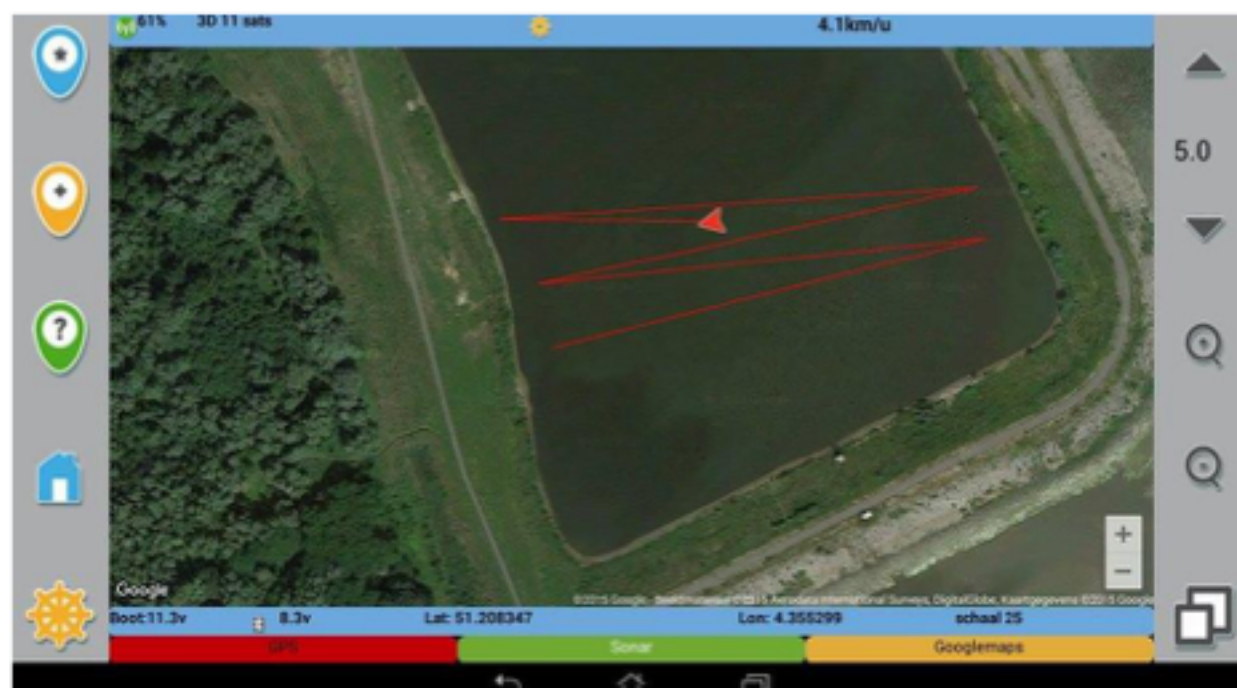 61% 3D 11 sats 4.1km/u
5.0
?
+
−
Google
Boot:11.3v 8.3v Lat: 51.208347 Lon: 4.355299 schaal 25
GPS Sonar Googlemaps